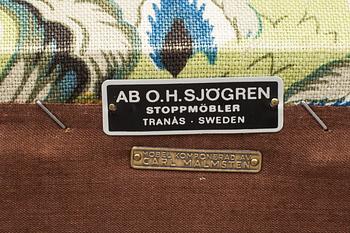 AB O.H. SJÖGREN
STOPPMÖBLER
TRANÅS · SWEDEN
MÖBEL KOMPONERAD AV
CARL MALMSTEN